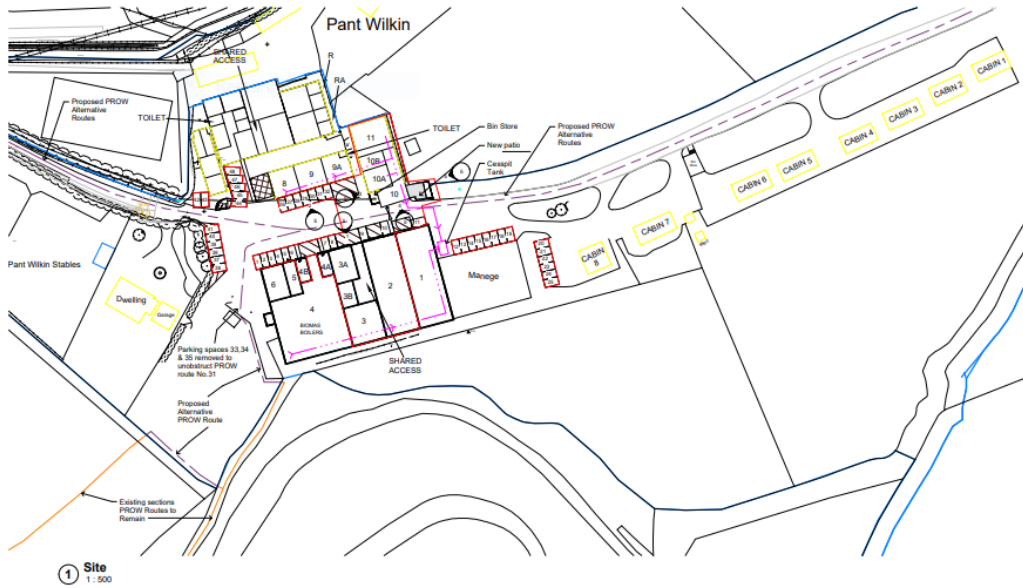 Pant Wilkin
SHARED
ACCESS
R
RA
Proposed PROW
Alternative
Routes
TOILET
TOILET
Bin Store
New patio
Cesspit
Tank
Proposed PROW
Alternative
Routes
CABIN 1
CABIN 2
CABIN 3
CABIN 4
CABIN 5
CABIN 6
CABIN 7
CABIN 8
11
10B
10A
10
9A
9
8
Pant Wilkin Stables
Dwelling
Garage
6
5
4B
4A
3A
3B
3
4
2
1
BIOMAS
BOILERS
Manege
SHARED
ACCESS
Parking spaces 33,34
& 35 removed to
unobstruct PROW
route No.31
Proposed
Alternative
PROW Route
Existing sections
PROW Routes to
Remain
1
Site
1 : 500